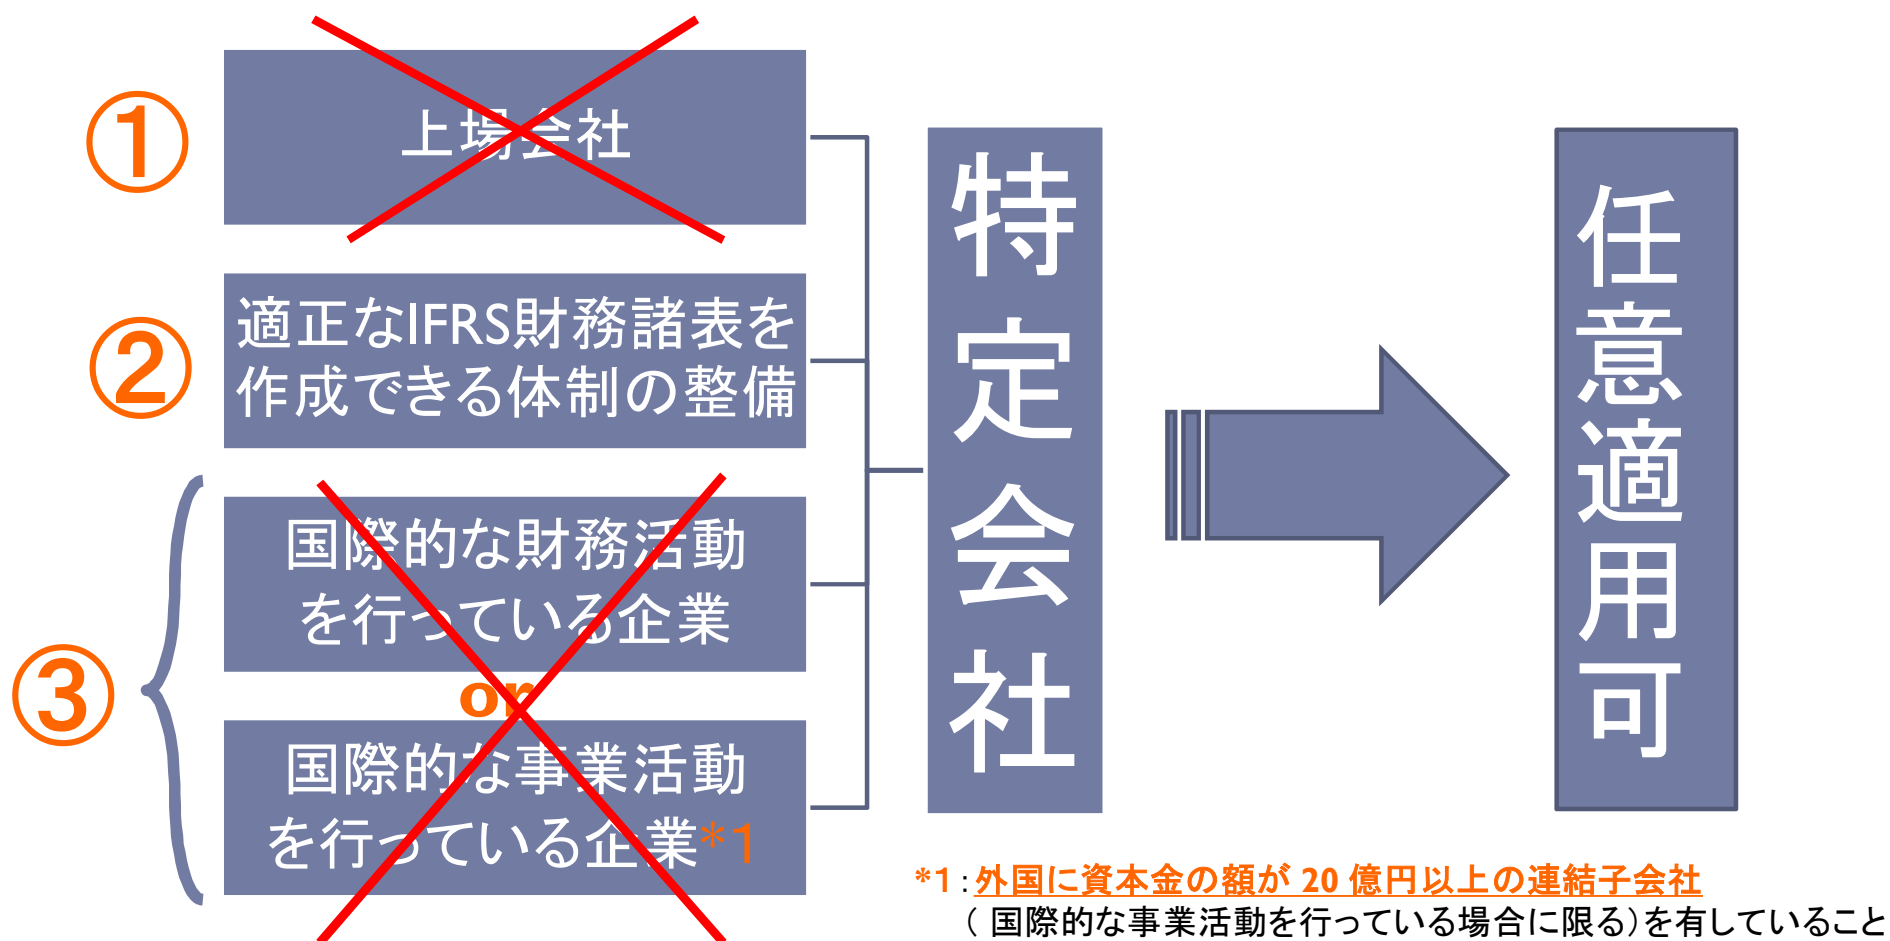 ①
上場会社
②
適正なIFRS財務諸表を
作成できる体制の整備
③
国際的な財務活動
を行っている企業
or
国際的な事業活動
を行っている企業*1
特定会社
任意適用可
*1：外国に資本金の額が 20 億円以上の連結子会社
（ 国際的な事業活動を行っている場合に限る）を有していること